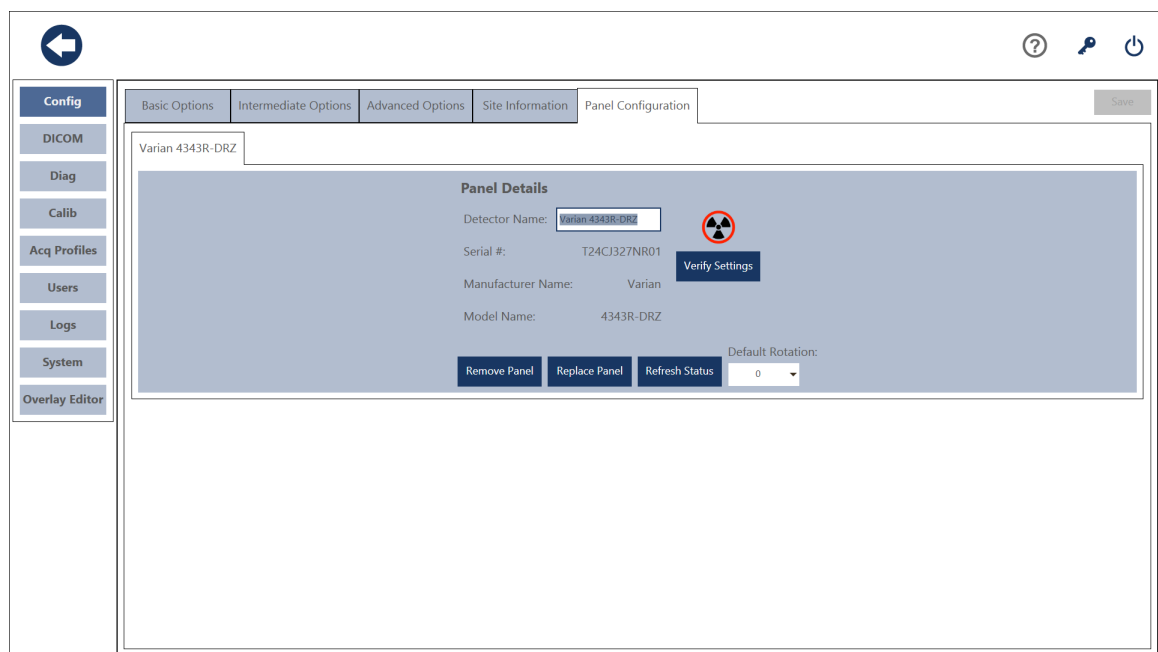 ?
Config
DICOM
Diag
Calib
Acq Profiles
Users
Logs
System
Overlay Editor
Basic Options
Intermediate Options
Advanced Options
Site Information
Panel Configuration
Save
Varian 4343R-DRZ
Panel Details
Detector Name: Varian 4343R-DRZ
Serial #: T24CJ327NR01
Verify Settings
Manufacturer Name: Varian
Model Name: 4343R-DRZ
Remove Panel
Replace Panel
Refresh Status
Default Rotation:
0